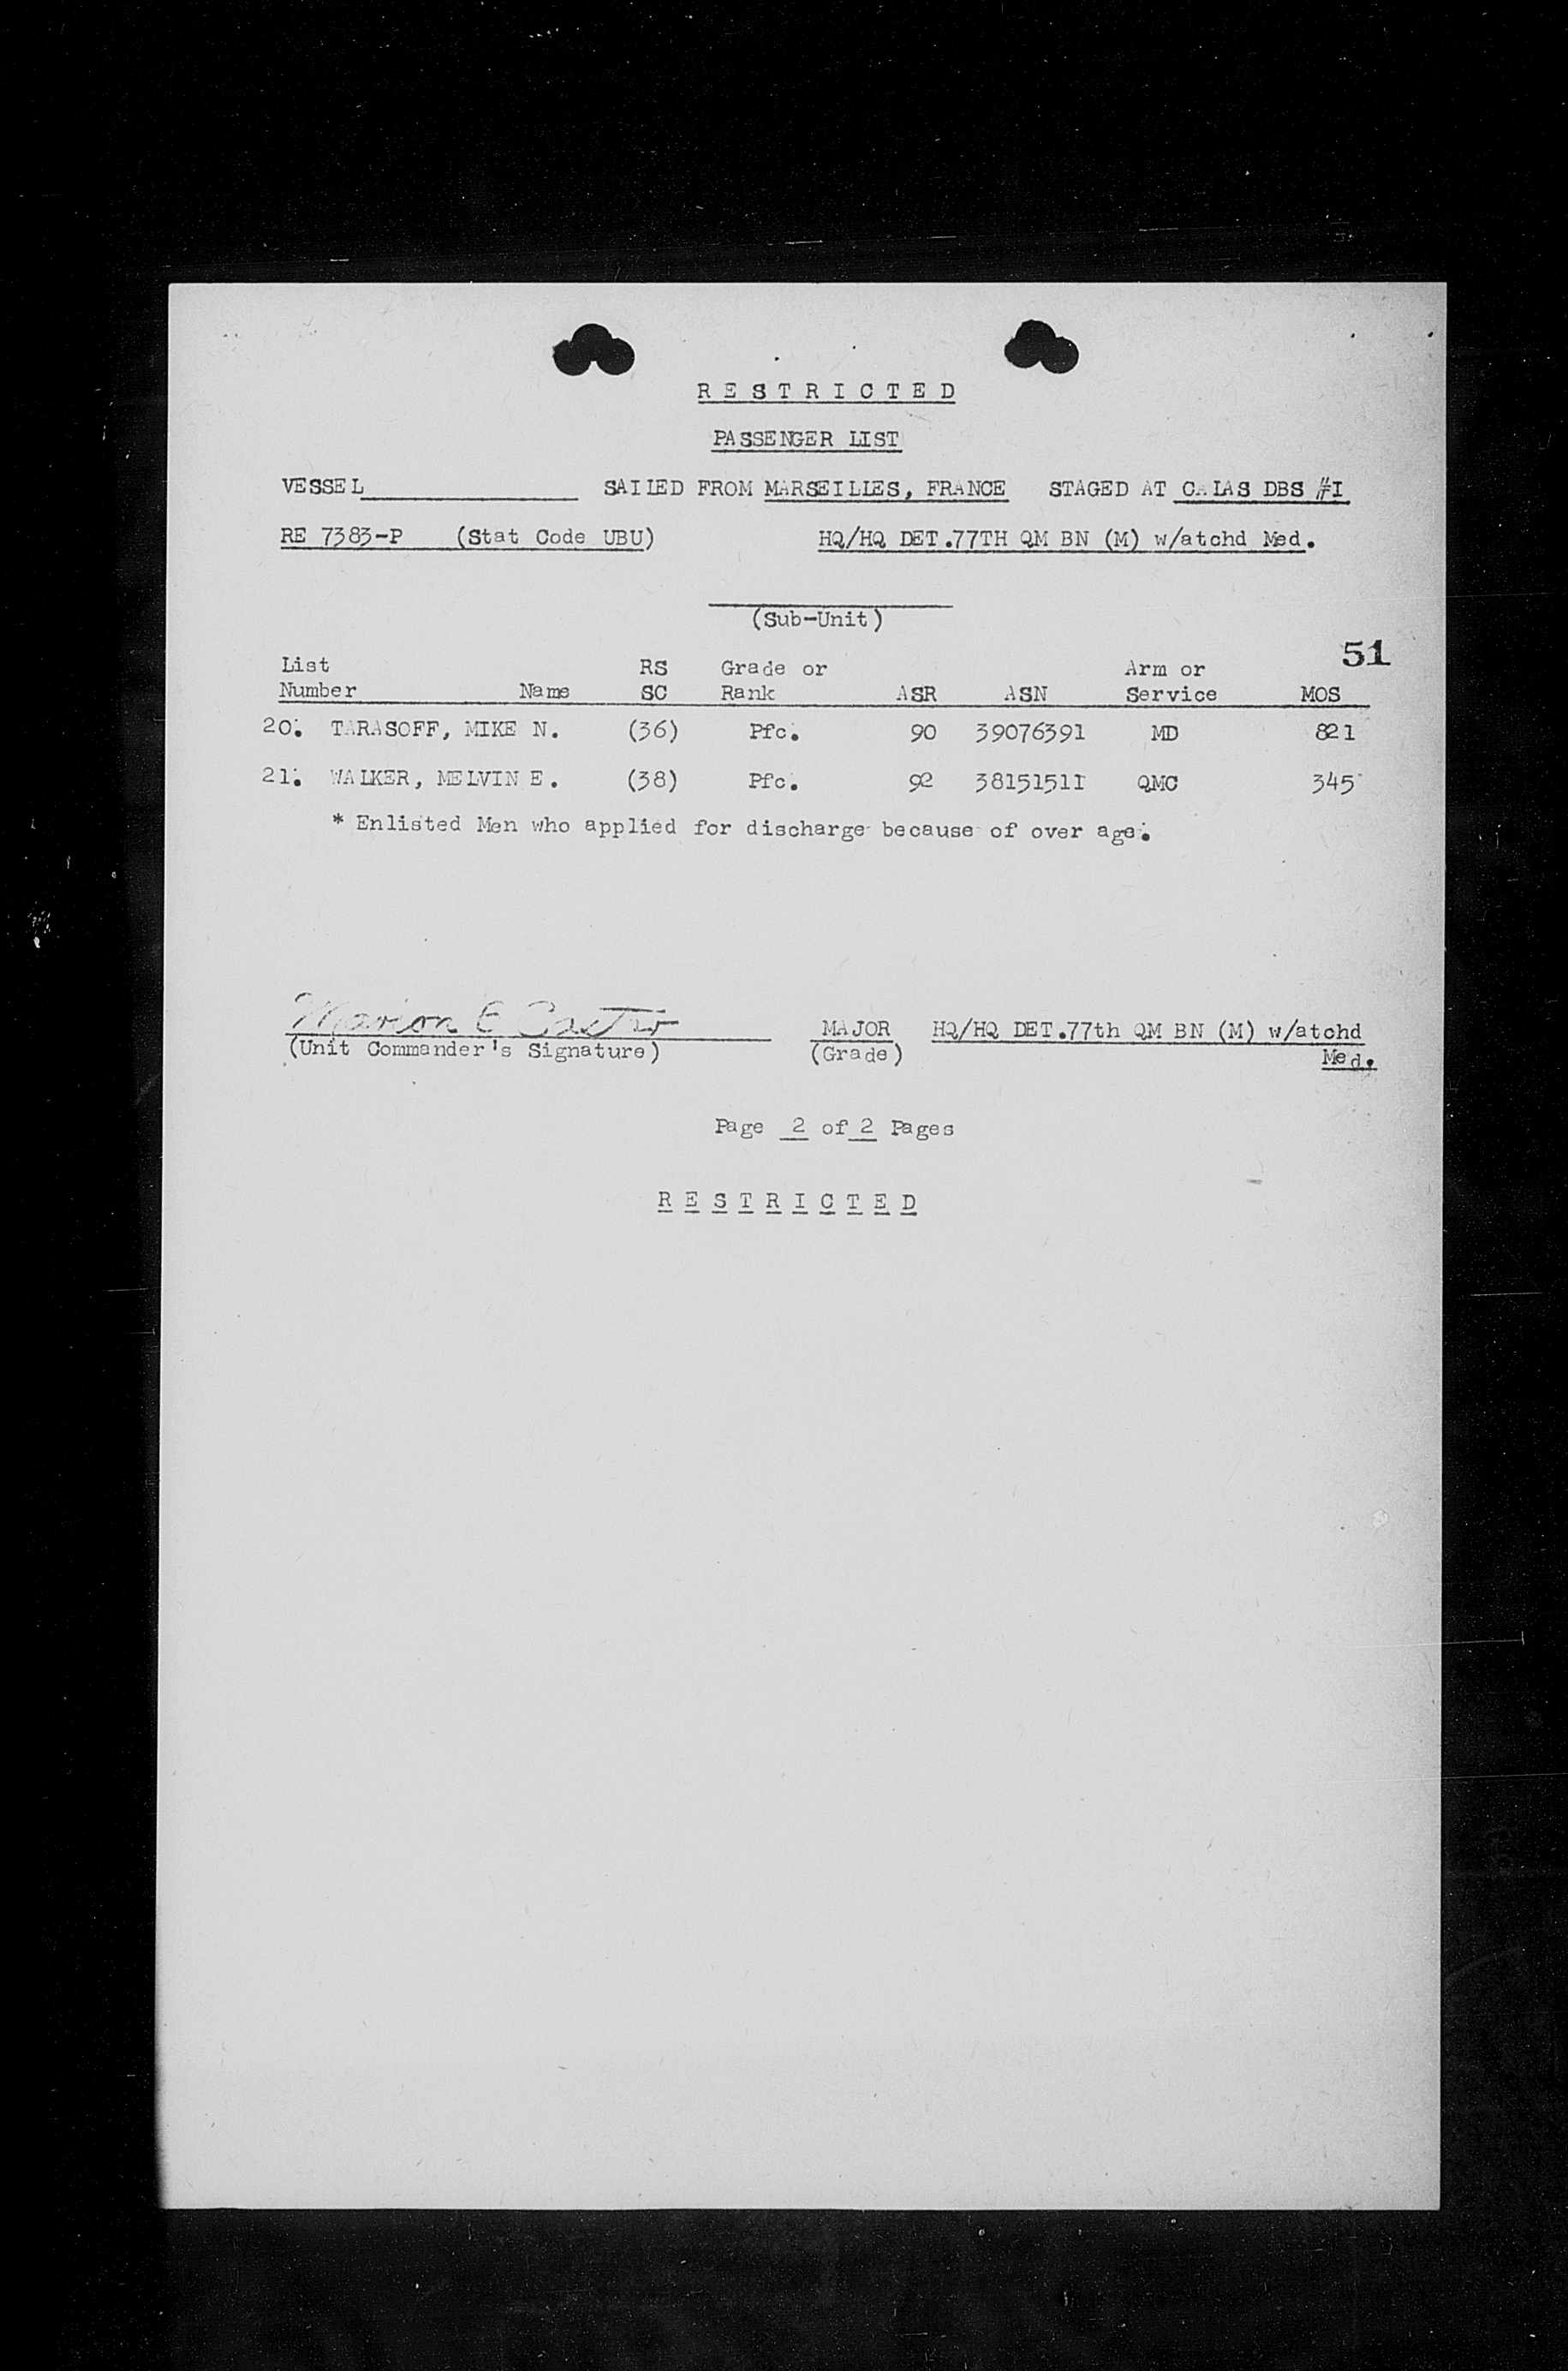 RESTRICTED
PASSENGER LIST
VESSEL________________ SAILED FROM MARSEILLES, FRANCE STAGED AT CALAS DBS #I
RE 7383-P (Stat Code UBU) HQ/HQ DET.77TH QM BN (M) w/atchd Med.
(Sub-Unit)
51
List RS Grade or Arm or
Number Name SC Rank ASR ASN Service MOS
20. TARASOFF, MIKE N. (36) Pfc. 90 39076391 MD 821
21. WALKER, MELVIN E. (38) Pfc. 92 38151511 QMC 345
* Enlisted Men who applied for discharge because of over age.
Marion E
MAJOR HQ/HQ DET.77th QM BN (M) w/atchd
(Unit Commander's Signature) (Grade) Med.
Page 2 of 2 Pages
RESTRICTED